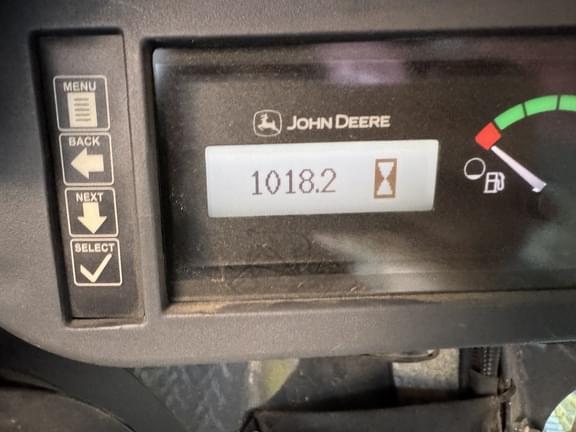 MENU
BACK
NEXT
SELECT
JOHN DEERE
1018.2